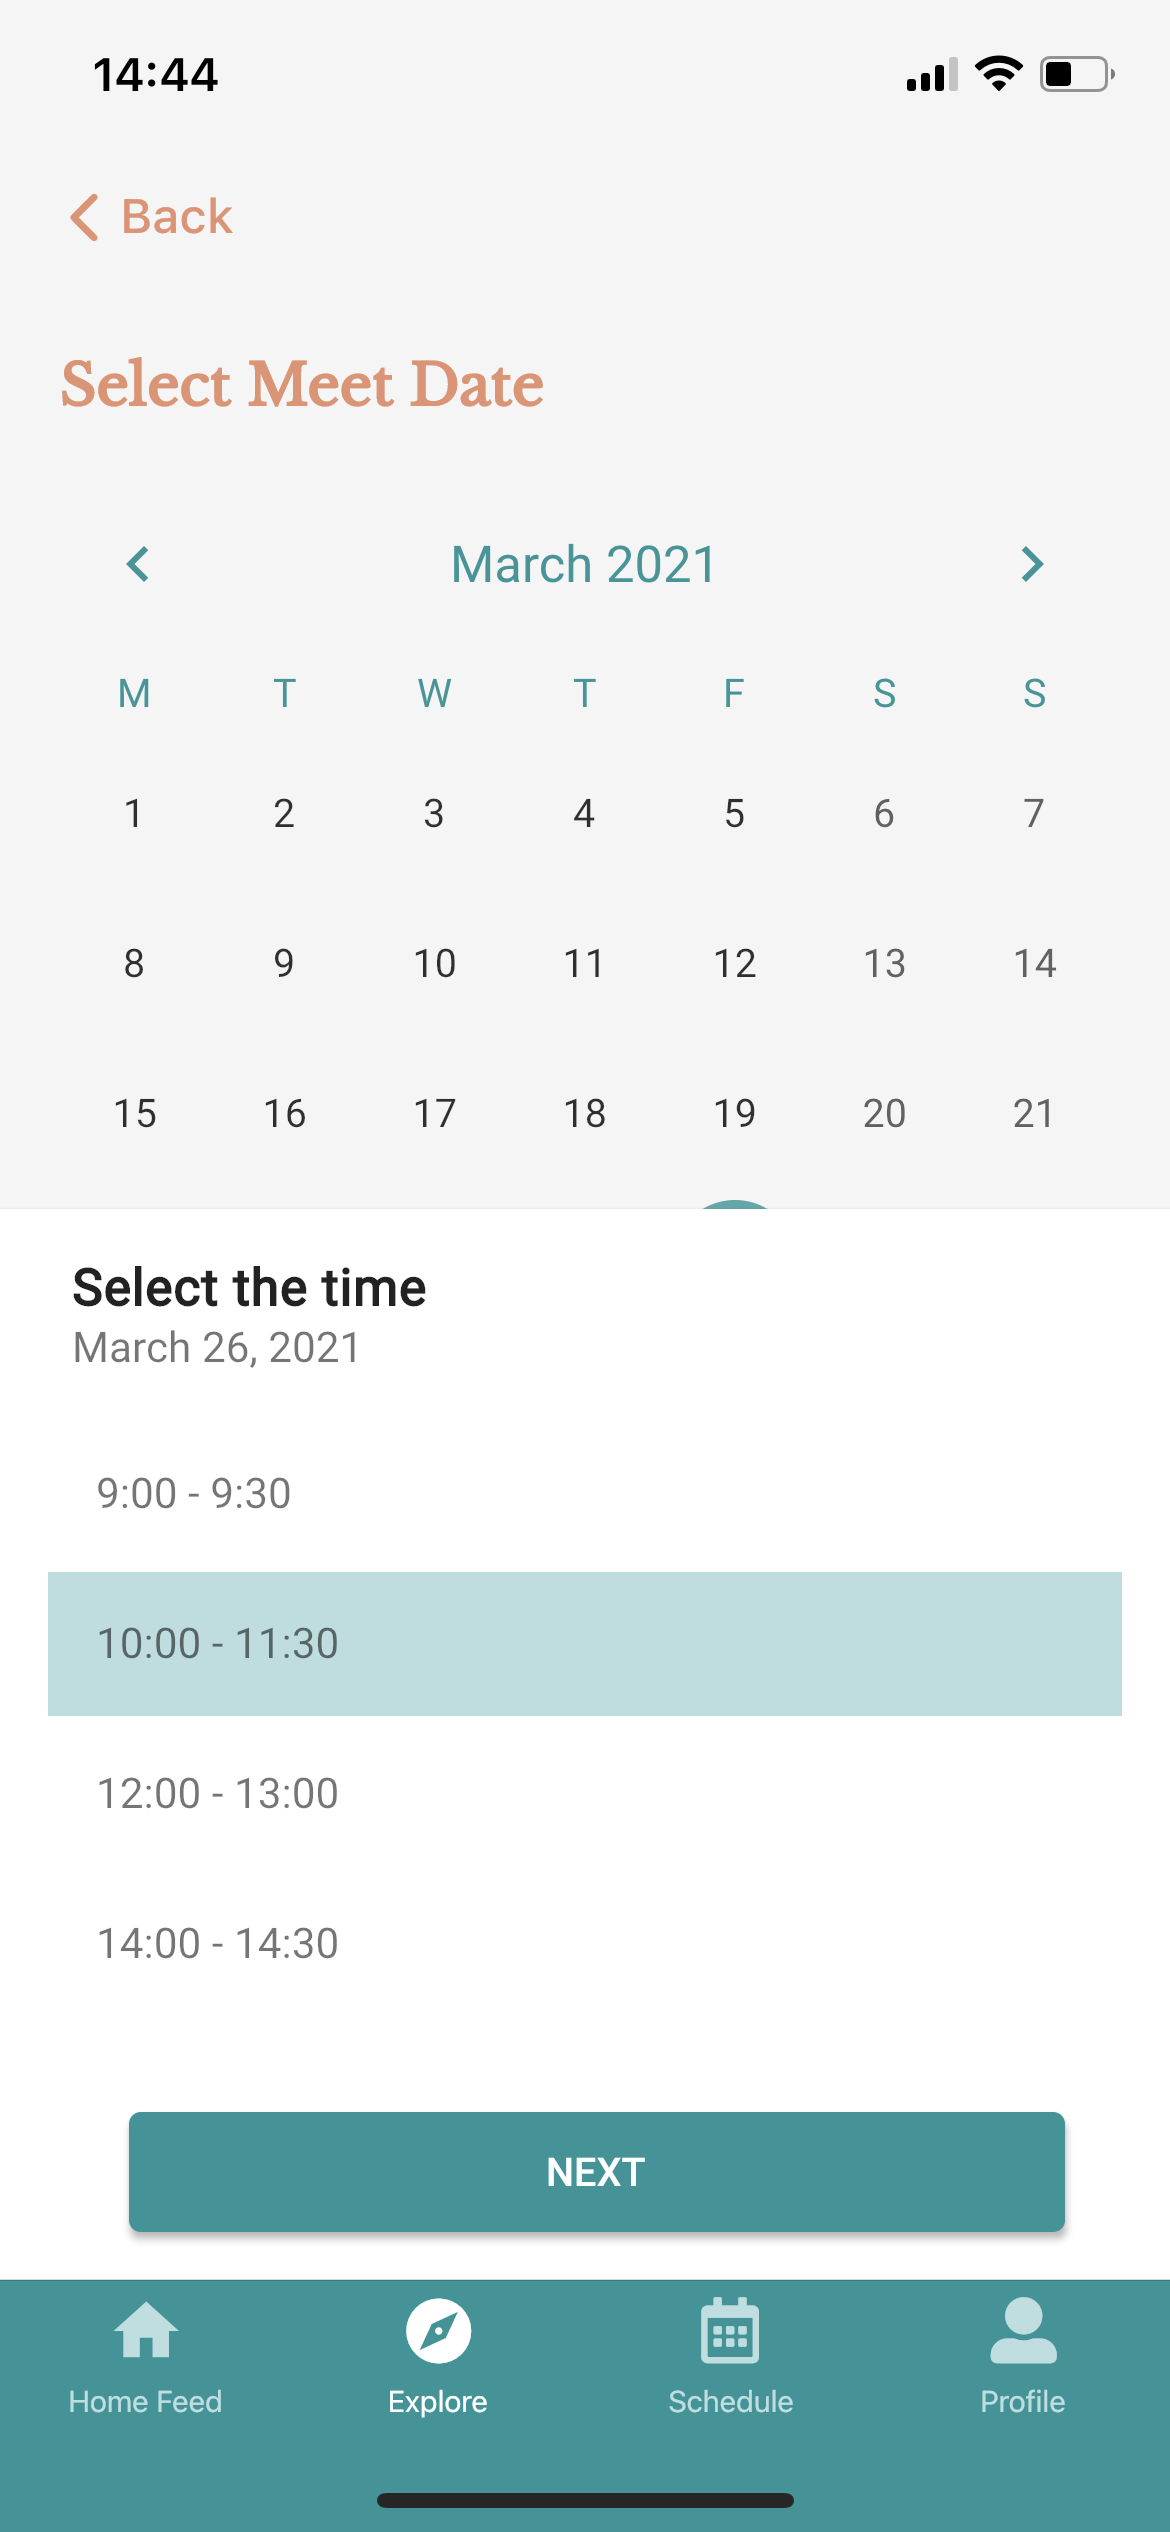 14:44
Back
Select Meet Date
March 2021
M T W T F S S
1 2 3 4 5 6 7
8 9 10 11 12 13 14
15 16 17 18 19 20 21
Select the time
March 26, 2021
9:00 - 9:30
10:00 - 11:30
12:00 - 13:00
14:00 - 14:30
NEXT
Home Feed Explore Schedule Profile